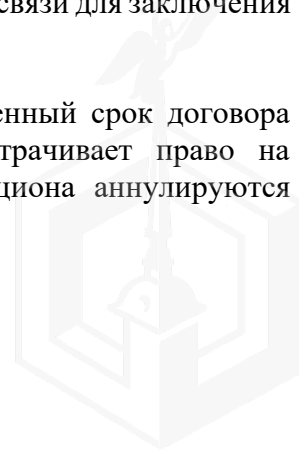 связи для заключения
енный срок договора
трачивает право на
циона аннулируются